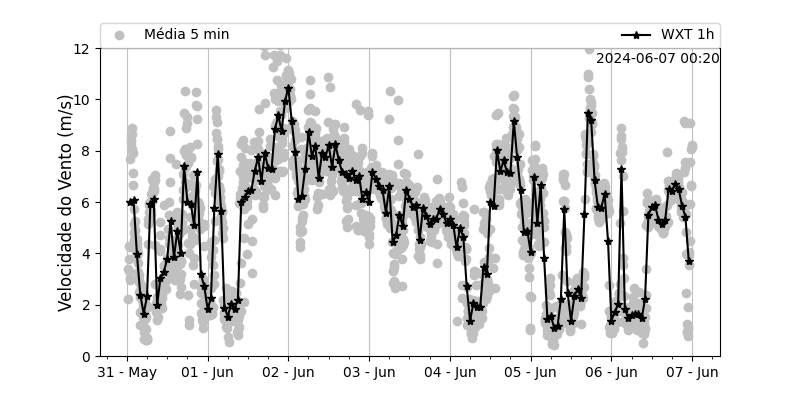 Média 5 min
WXT 1h
2024-06-07 00:20
Velocidade do Vento (m/s)
12
10
8
6
4
2
0
31 - May
01 - Jun
02 - Jun
03 - Jun
04 - Jun
05 - Jun
06 - Jun
07 - Jun